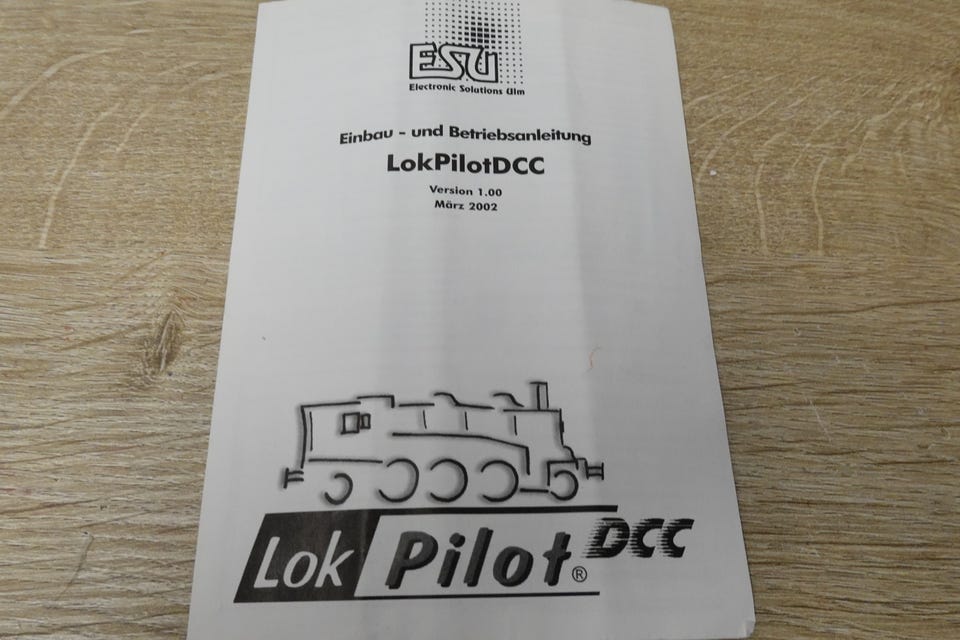 ESU
Electronic Solutions Ulm
Einbau - und Betriebsanleitung
LokPilotDCC
Version 1.00
März 2002
Lok Pilot® DCC